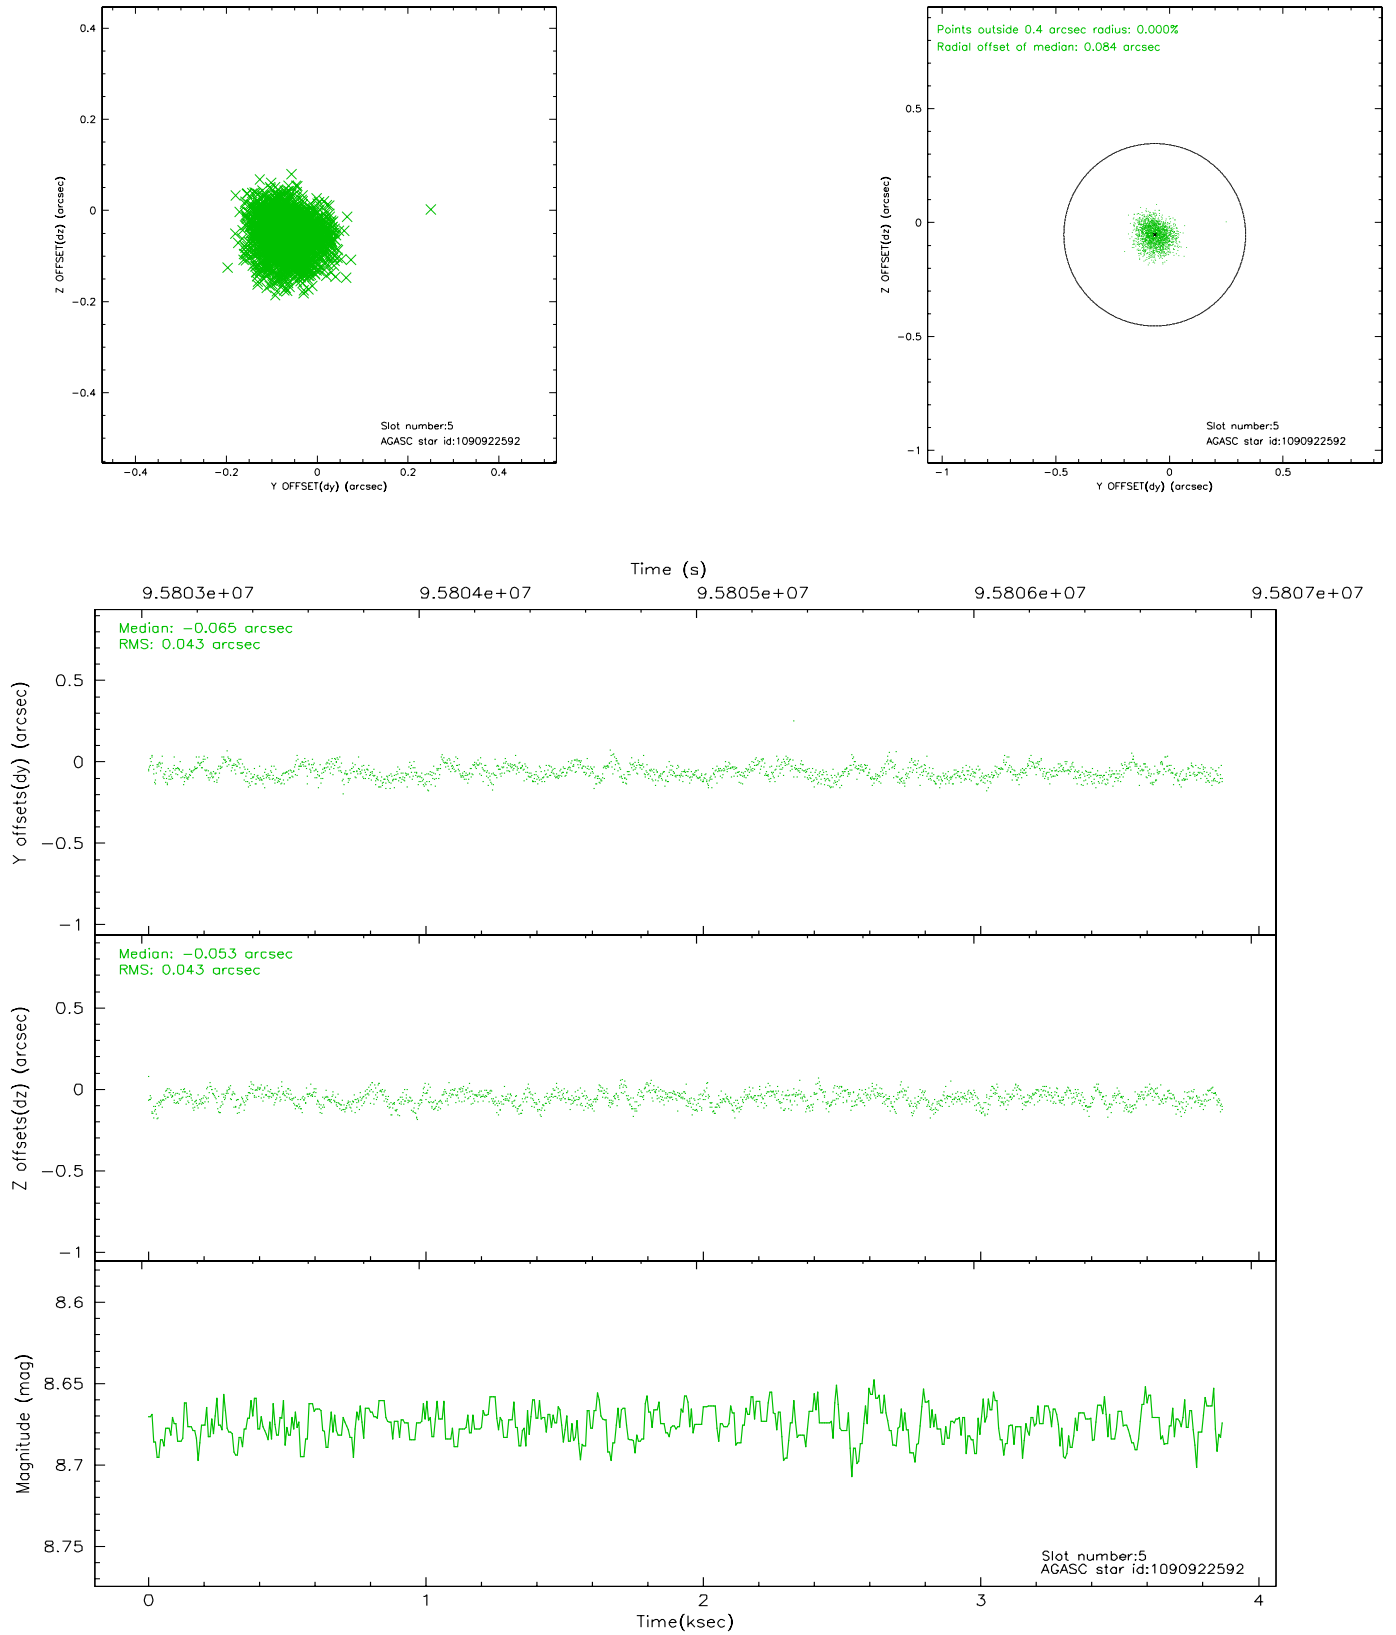 0.4
0.2
0
-0.2
-0.4
Z OFFSET(dz) (arcsec)
Slot number:5
AGASC star id:1090922592
-0.4 -0.2 0 0.2 0.4
Y OFFSET(dy) (arcsec)
Points outside 0.4 arcsec radius: 0.000%
Radial offset of median: 0.084 arcsec
0.5
0
-0.5
-1
Z OFFSET(dz) (arcsec)
Slot number:5
AGASC star id:1090922592
-1 -0.5 0 0.5
Y OFFSET(dy) (arcsec)
Time (s)
9.5803e+07 9.5804e+07 9.5805e+07 9.5806e+07 9.5807e+07
Median: -0.065 arcsec
RMS: 0.043 arcsec
0.5
0
-0.5
-1
Y offsets(dy) (arcsec)
Median: -0.053 arcsec
RMS: 0.043 arcsec
0.5
0
-0.5
-1
Z offsets(dz) (arcsec)
8.6
8.65
8.7
8.75
Magnitude (mag)
Slot number:5
AGASC star id:1090922592
0 1 2 3 4
Time(ksec)